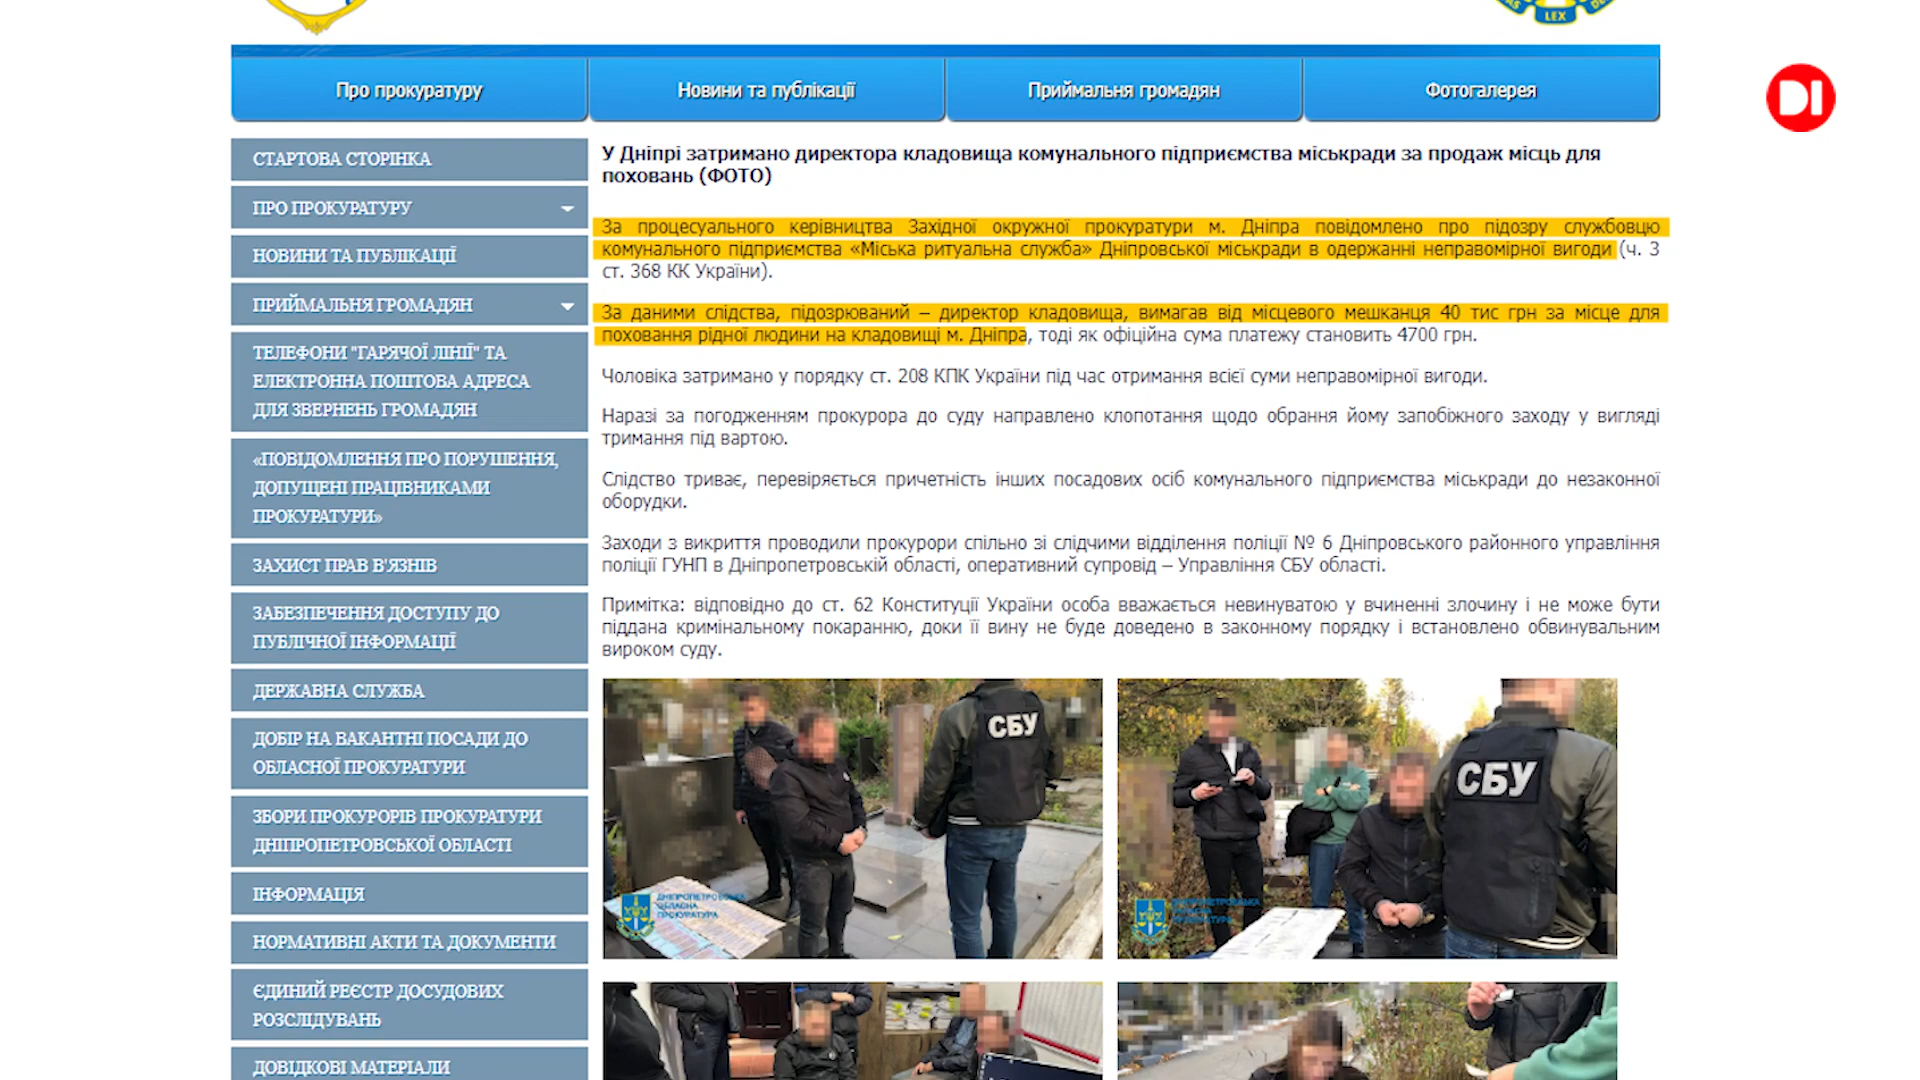 LEX
Про прокуратуру
Новини та публікації
Приймальня громадян
Фотогалерея
DI
СТАРТОВА СТОРІНКА
ПРО ПРОКУРАТУРУ
НОВИНИ ТА ПУБЛІКАЦІЇ
ПРИЙМАЛЬНЯ ГРОМАДЯН
ТЕЛЕФОНИ "ГАРЯЧОЇ ЛІНІЇ" ТА
ЕЛЕКТРОННА ПОШТОВА АДРЕСА
ДЛЯ ЗВЕРНЕНЬ ГРОМАДЯН
«ПОВІДОМЛЕННЯ ПРО ПОРУШЕННЯ,
ДОПУЩЕНІ ПРАЦІВНИКАМИ
ПРОКУРАТУРИ»
ЗАХИСТ ПРАВ В'ЯЗНІВ
ЗАБЕЗПЕЧЕННЯ ДОСТУПУ ДО
ПУБЛІЧНОЇ ІНФОРМАЦІЇ
ДЕРЖАВНА СЛУЖБА
ДОБІР НА ВАКАНТНІ ПОСАДИ ДО
ОБЛАСНОЇ ПРОКУРАТУРИ
ЗБОРИ ПРОКУРОРІВ ПРОКУРАТУРИ
ДНІПРОПЕТРОВСЬКОЇ ОБЛАСТІ
ІНФОРМАЦІЯ
НОРМАТИВНІ АКТИ ТА ДОКУМЕНТИ
ЄДИНИЙ РЕЄСТР ДОСУДОВИХ
РОЗСЛІДУВАНЬ
ДОВІДКОВІ МАТЕРІАЛИ
У Дніпрі затримано директора кладовища комунального підприємства міськради за продаж місць для
поховань (ФОТО)
За процесуального керівництва Західної окружної прокуратури м. Дніпра повідомлено про підозру службовцю
комунального підприємства «Міська ритуальна служба» Дніпровської міськради в одержанні неправомірної вигоди (ч. 3
ст. 368 КК України).
За даними слідства, підозрюваний – директор кладовища, вимагав від місцевого мешканця 40 тис грн за місце для
поховання рідної людини на кладовищі м. Дніпра, тоді як офіційна сума платежу становить 4700 грн.
Чоловіка затримано у порядку ст. 208 КПК України під час отримання всієї суми неправомірної вигоди.
Наразі за погодженням прокурора до суду направлено клопотання щодо обрання йому запобіжного заходу у вигляді
тримання під вартою.
Слідство триває, перевіряється причетність інших посадових осіб комунального підприємства міськради до незаконної
оборудки.
Заходи з викриття проводили прокурори спільно зі слідчими відділення поліції № 6 Дніпровського районного управління
поліції ГУНП в Дніпропетровській області, оперативний супровід – Управління СБУ області.
Примітка: відповідно до ст. 62 Конституції України особа вважається невинуватою у вчиненні злочину і не може бути
піддана кримінальному покаранню, доки її вину не буде доведено в законному порядку і встановлено обвинувальним
вироком суду.
СБУ
ДНІПРОПЕТРОВСЬКА
ОБЛАСНА
ПРОКУРАТУРА
СБУ
ДНІПРОПЕТРОВСЬКА
ОБЛАСНА
ПРОКУРАТУРА